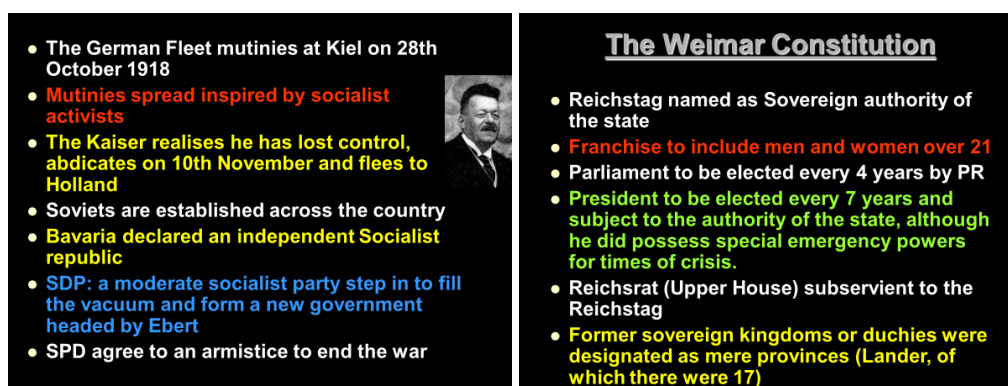 The German Fleet mutinies at Kiel on 28th
October 1918
Mutinies spread inspired by socialist
activists
The Kaiser realises he has lost control,
abdicates on 10th November and flees to
Holland
Soviets are established across the country
Bavaria declared an independent Socialist
republic
SDP: a moderate socialist party step in to fill
the vacuum and form a new government
headed by Ebert
SPD agree to an armistice to end the war
The Weimar Constitution
Reichstag named as Sovereign authority of
the state
Franchise to include men and women over 21
Parliament to be elected every 4 years by PR
President to be elected every 7 years and
subject to the authority of the state, although
he did possess special emergency powers
for times of crisis.
Reichsrat (Upper House) subservient to the
Reichstag
Former sovereign kingdoms or duchies were
designated as mere provinces (Lander, of
which there were 17)